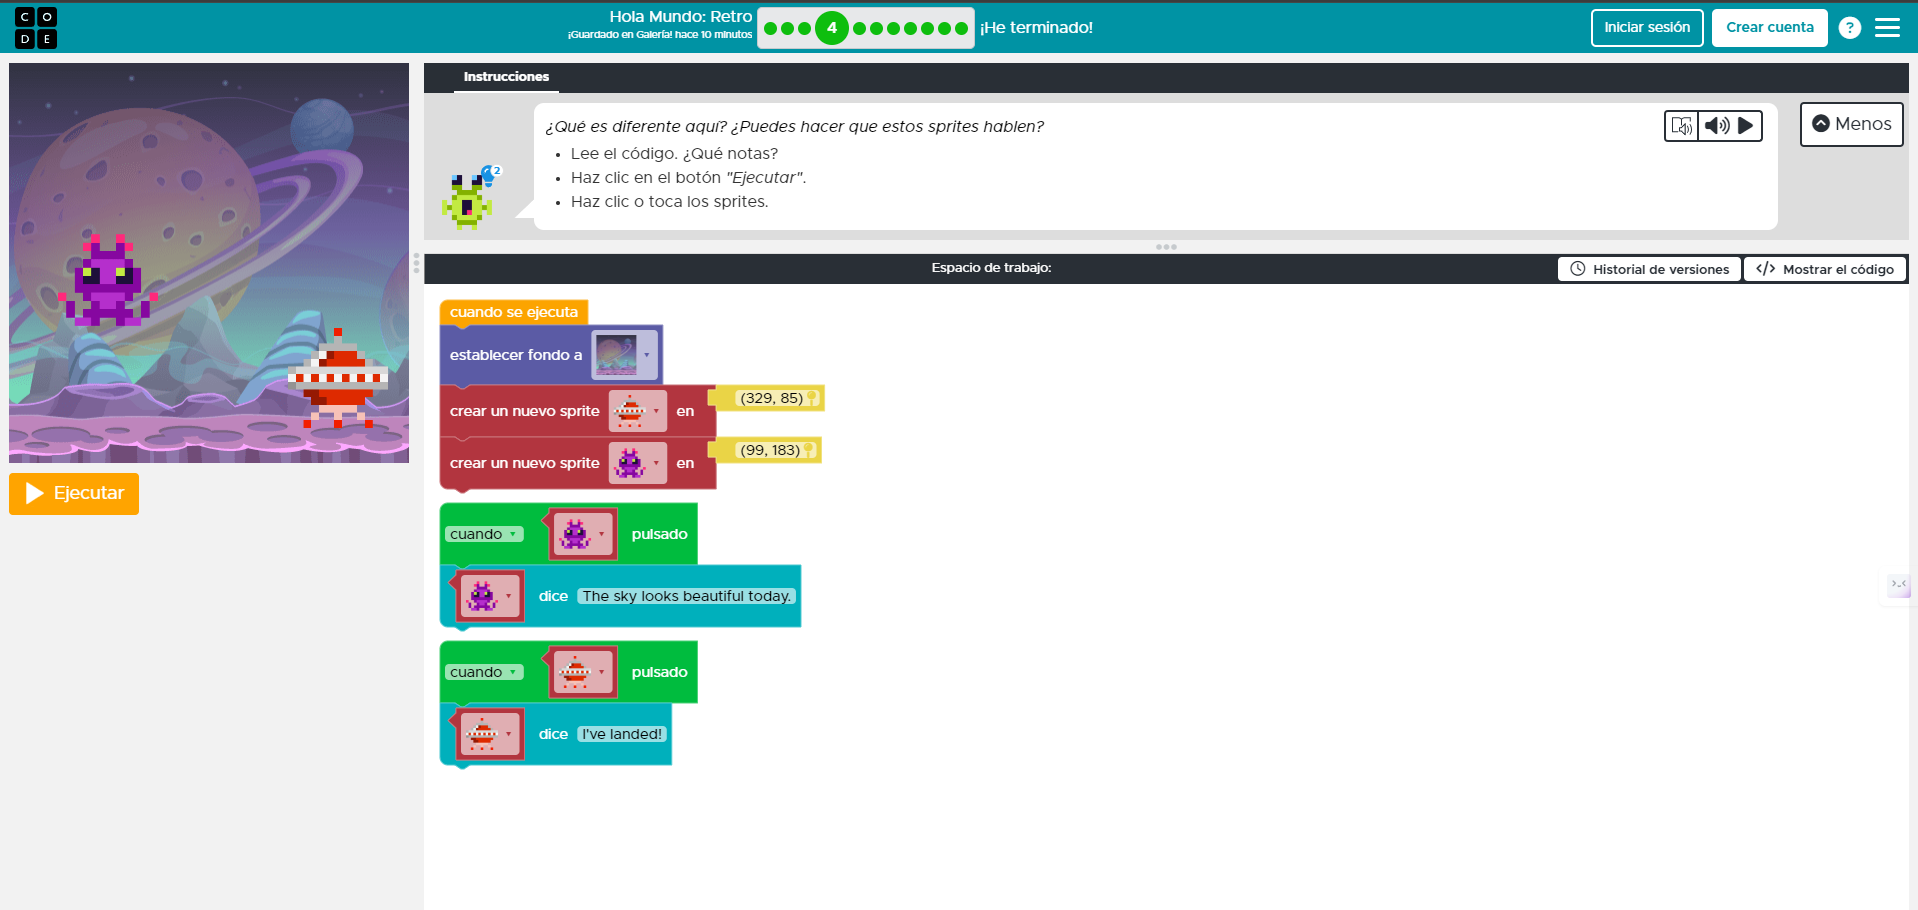 CODE
Hola Mundo: Retro
¡Guardado en Galería! hace 10 minutos
4
¡He terminado!
Iniciar sesión
Crear cuenta
?
Instrucciones
¿Qué es diferente aquí? ¿Puedes hacer que estos sprites hablen?
• Lee el código. ¿Qué notas?
• Haz clic en el botón "Ejecutar".
• Haz clic o toca los sprites.
2
Menos
Espacio de trabajo:
Historial de versiones
</> Mostrar el código
Ejecutar
cuando se ejecuta
establecer fondo a
crear un nuevo sprite en (329, 85)
crear un nuevo sprite en (99, 183)
cuando pulsado
dice The sky looks beautiful today.
cuando pulsado
dice I've landed!
>-<